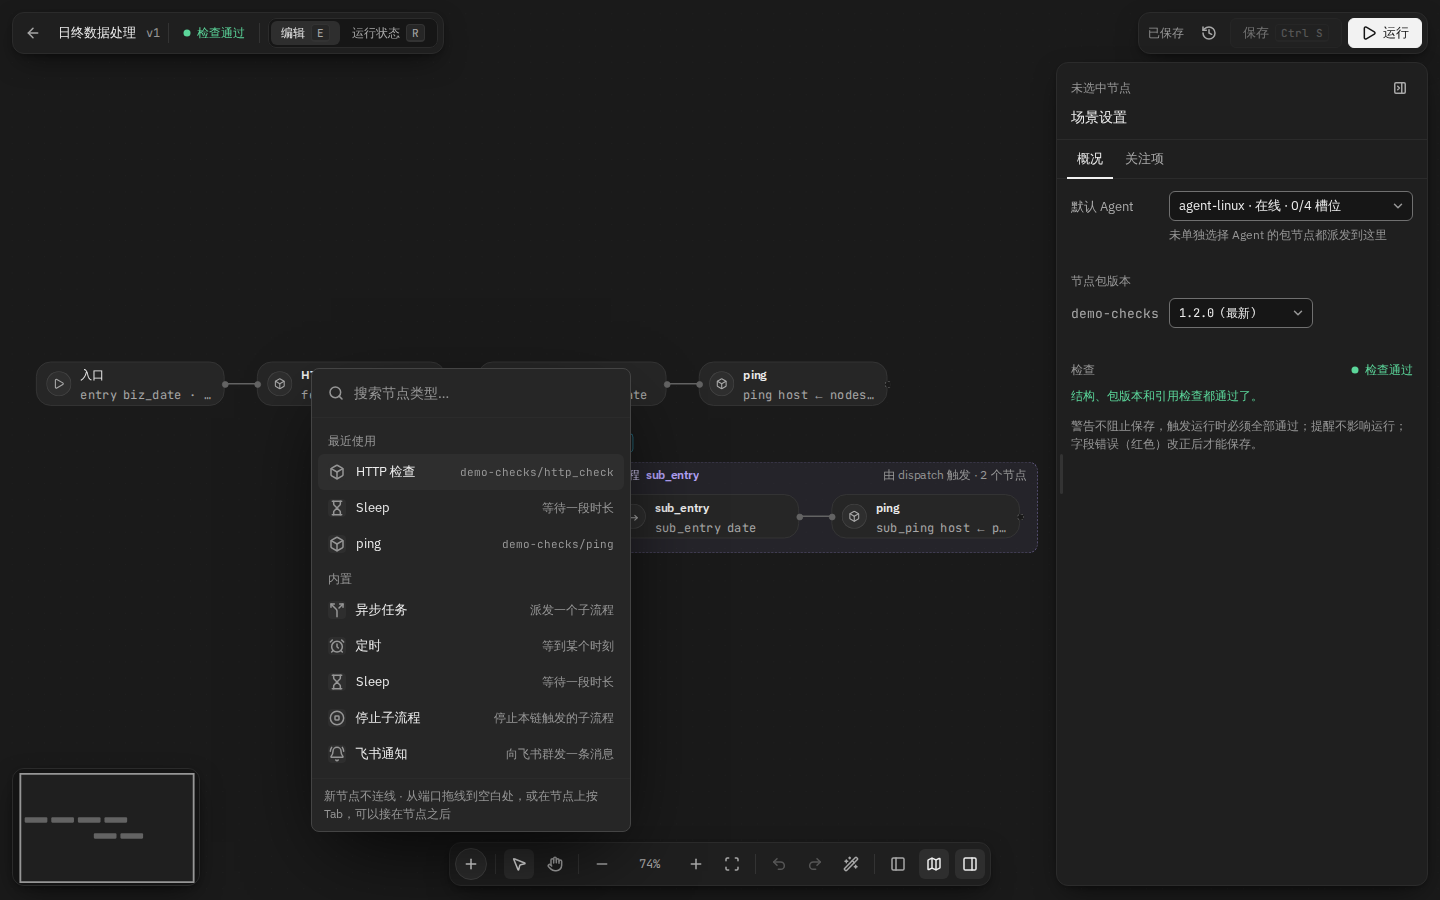 日终数据处理 v1 检查通过 编辑 E 运行状态 R
已保存 保存 Ctrl S 运行
未选中节点
场景设置
概况 关注项
默认 Agent agent-linux · 在线 · 0/4 槽位
未单独选择 Agent 的包节点都派发到这里
节点包版本
demo-checks 1.2.0 (最新)
检查 检查通过
结构、包版本和引用检查都通过了。
警告不阻止保存，触发运行时必须全部通过；提醒不影响运行；
字段错误（红色）改正后才能保存。
入口
entry biz_date · …
ping
ping host ← nodes…
sub_entry 由 dispatch 触发 · 2 个节点
sub_entry
sub_entry date
ping
sub_ping host ← p…
搜索节点类型...
最近使用
HTTP 检查 demo-checks/http_check
Sleep 等待一段时长
ping demo-checks/ping
内置
异步任务 派发一个子流程
定时 等到某个时刻
Sleep 等待一段时长
停止子流程 停止本链触发的子流程
飞书通知 向飞书群发一条消息
新节点不连线 · 从端口拖线到空白处，或在节点上按
Tab，可以接在节点之后
74%